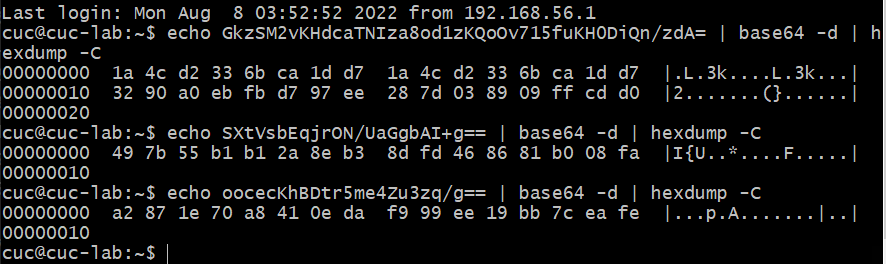 Last login: Mon Aug  8 03:52:52 2022 from 192.168.56.1
cuc@cuc-lab:~$ echo GkzSM2vKHdcaTNIza8od1zKQoOv715fuKH0DiQn/zdA= | base64 -d | h
exdump -C
00000000  1a 4c d2 33 6b ca 1d d7  1a 4c d2 33 6b ca 1d d7  |.L.3k....L.3k...|
00000010  32 90 a0 eb fb d7 97 ee  28 7d 03 89 09 ff cd d0  |2.......(}......|
00000020
cuc@cuc-lab:~$ echo SXtVsbEqjrON/UaGgbAI+g== | base64 -d | hexdump -C
00000000  49 7b 55 b1 b1 2a 8e b3  8d fd 46 86 81 b0 08 fa  |I{U..*....F.....|
00000010
cuc@cuc-lab:~$ echo oocecKhBDtr5me4Zu3zq/g== | base64 -d | hexdump -C
00000000  a2 87 1e 70 a8 41 0e da  f9 99 ee 19 bb 7c ea fe  |...p.A.......|..|
00000010
cuc@cuc-lab:~$